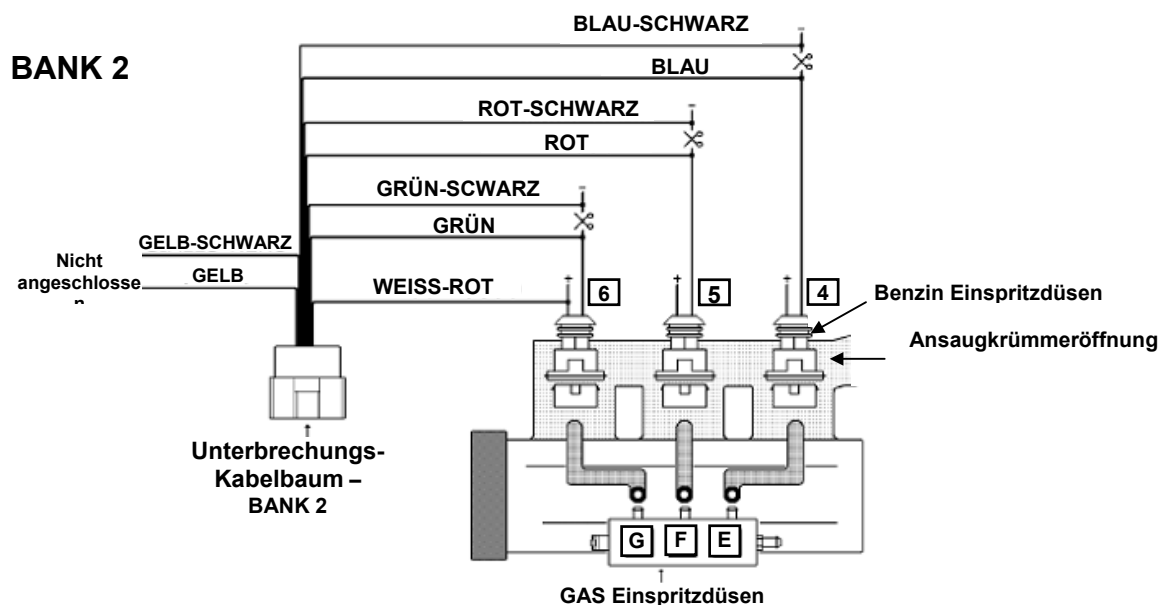 BLAU-SCHWARZ
BANK 2
BLAU
ROT-SCHWARZ
ROT
GRÜN-SCWARZ
GRÜN
GELB-SCHWARZ
Nicht
angeschlosse
n
GELB
WEISS-ROT
+ 6 + 5 + 4
Benzin Einspritzdüsen
Ansaugkrümmeröffnung
Unterbrechungs-
Kabelbaum –
BANK 2
G F E
GAS Einspritzdüsen